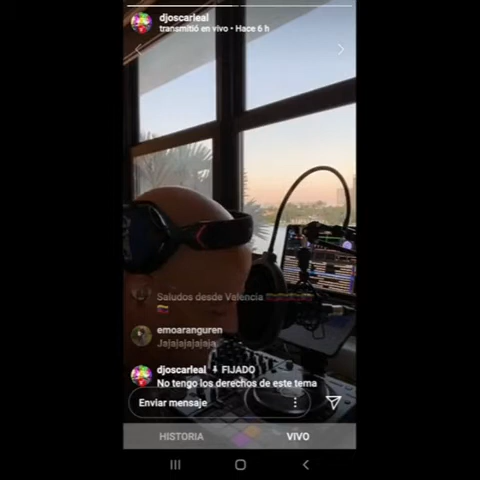 djoscarleal
transmitió en vivo • Hace 6 h
Saludos desde Valencia
emoaranguren
Jajajajajajaja
djoscarleal FIJADO
No tengo los derechos de este tema
Enviar mensaje
HISTORIA VIVO